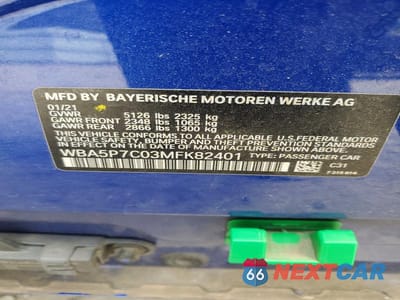 MFD BY BAYERISCHE MOTOREN WERKE AG
01/21
GVWR 5126 lbs 2325 kg
GAWR FRONT 2348 lbs 1065 kg
GAWR REAR 2866 lbs 1300 kg
THIS VEHICLE CONFORMS TO ALL APPLICABLE U.S. FEDERAL MOTOR
VEHICLE SAFETY, BUMPER, AND THEFT PREVENTION STANDARDS IN
EFFECT ON THE DATE OF MANUFACTURE SHOWN ABOVE.
WBA5P7C03MFK82401 TYPE: PASSENGER CAR
C31
66 NEXTCAR